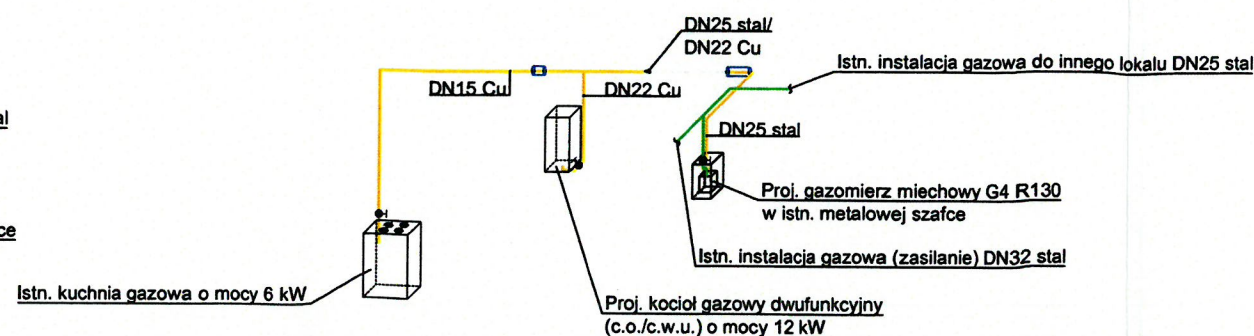 DN25 stal/
DN22 Cu
Istn. instalacja gazowa do innego lokalu DN25 stal
DN15 Cu
DN22 Cu
al
DN25 stal
Proj. gazomierz miechowy G4 R130
w istn. metalowej szafce
ce
Istn. instalacja gazowa (zasilanie) DN32 stal
Istn. kuchnia gazowa o mocy 6 kW
Proj. kocioł gazowy dwufunkcyjny
(c.o./c.w.u.) o mocy 12 kW